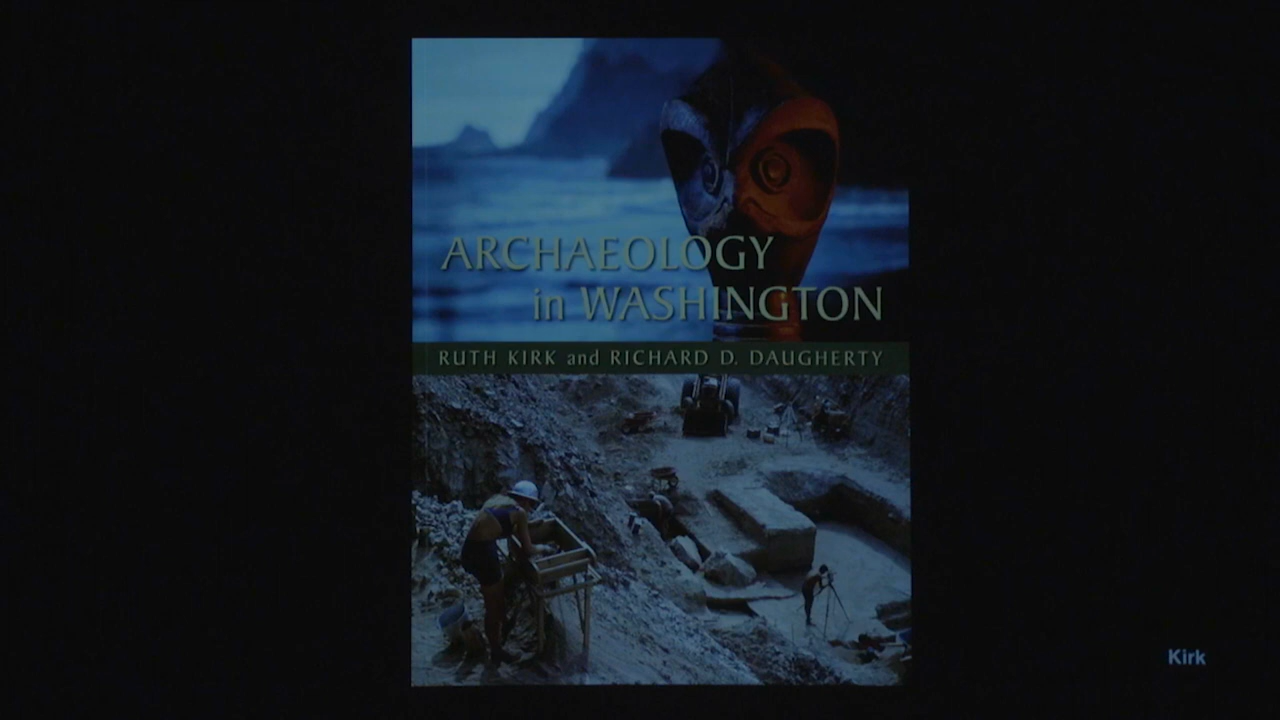 ARCHAEOLOGY
in WASHINGTON
RUTH KIRK and RICHARD D. DAUGHERTY
Kirk